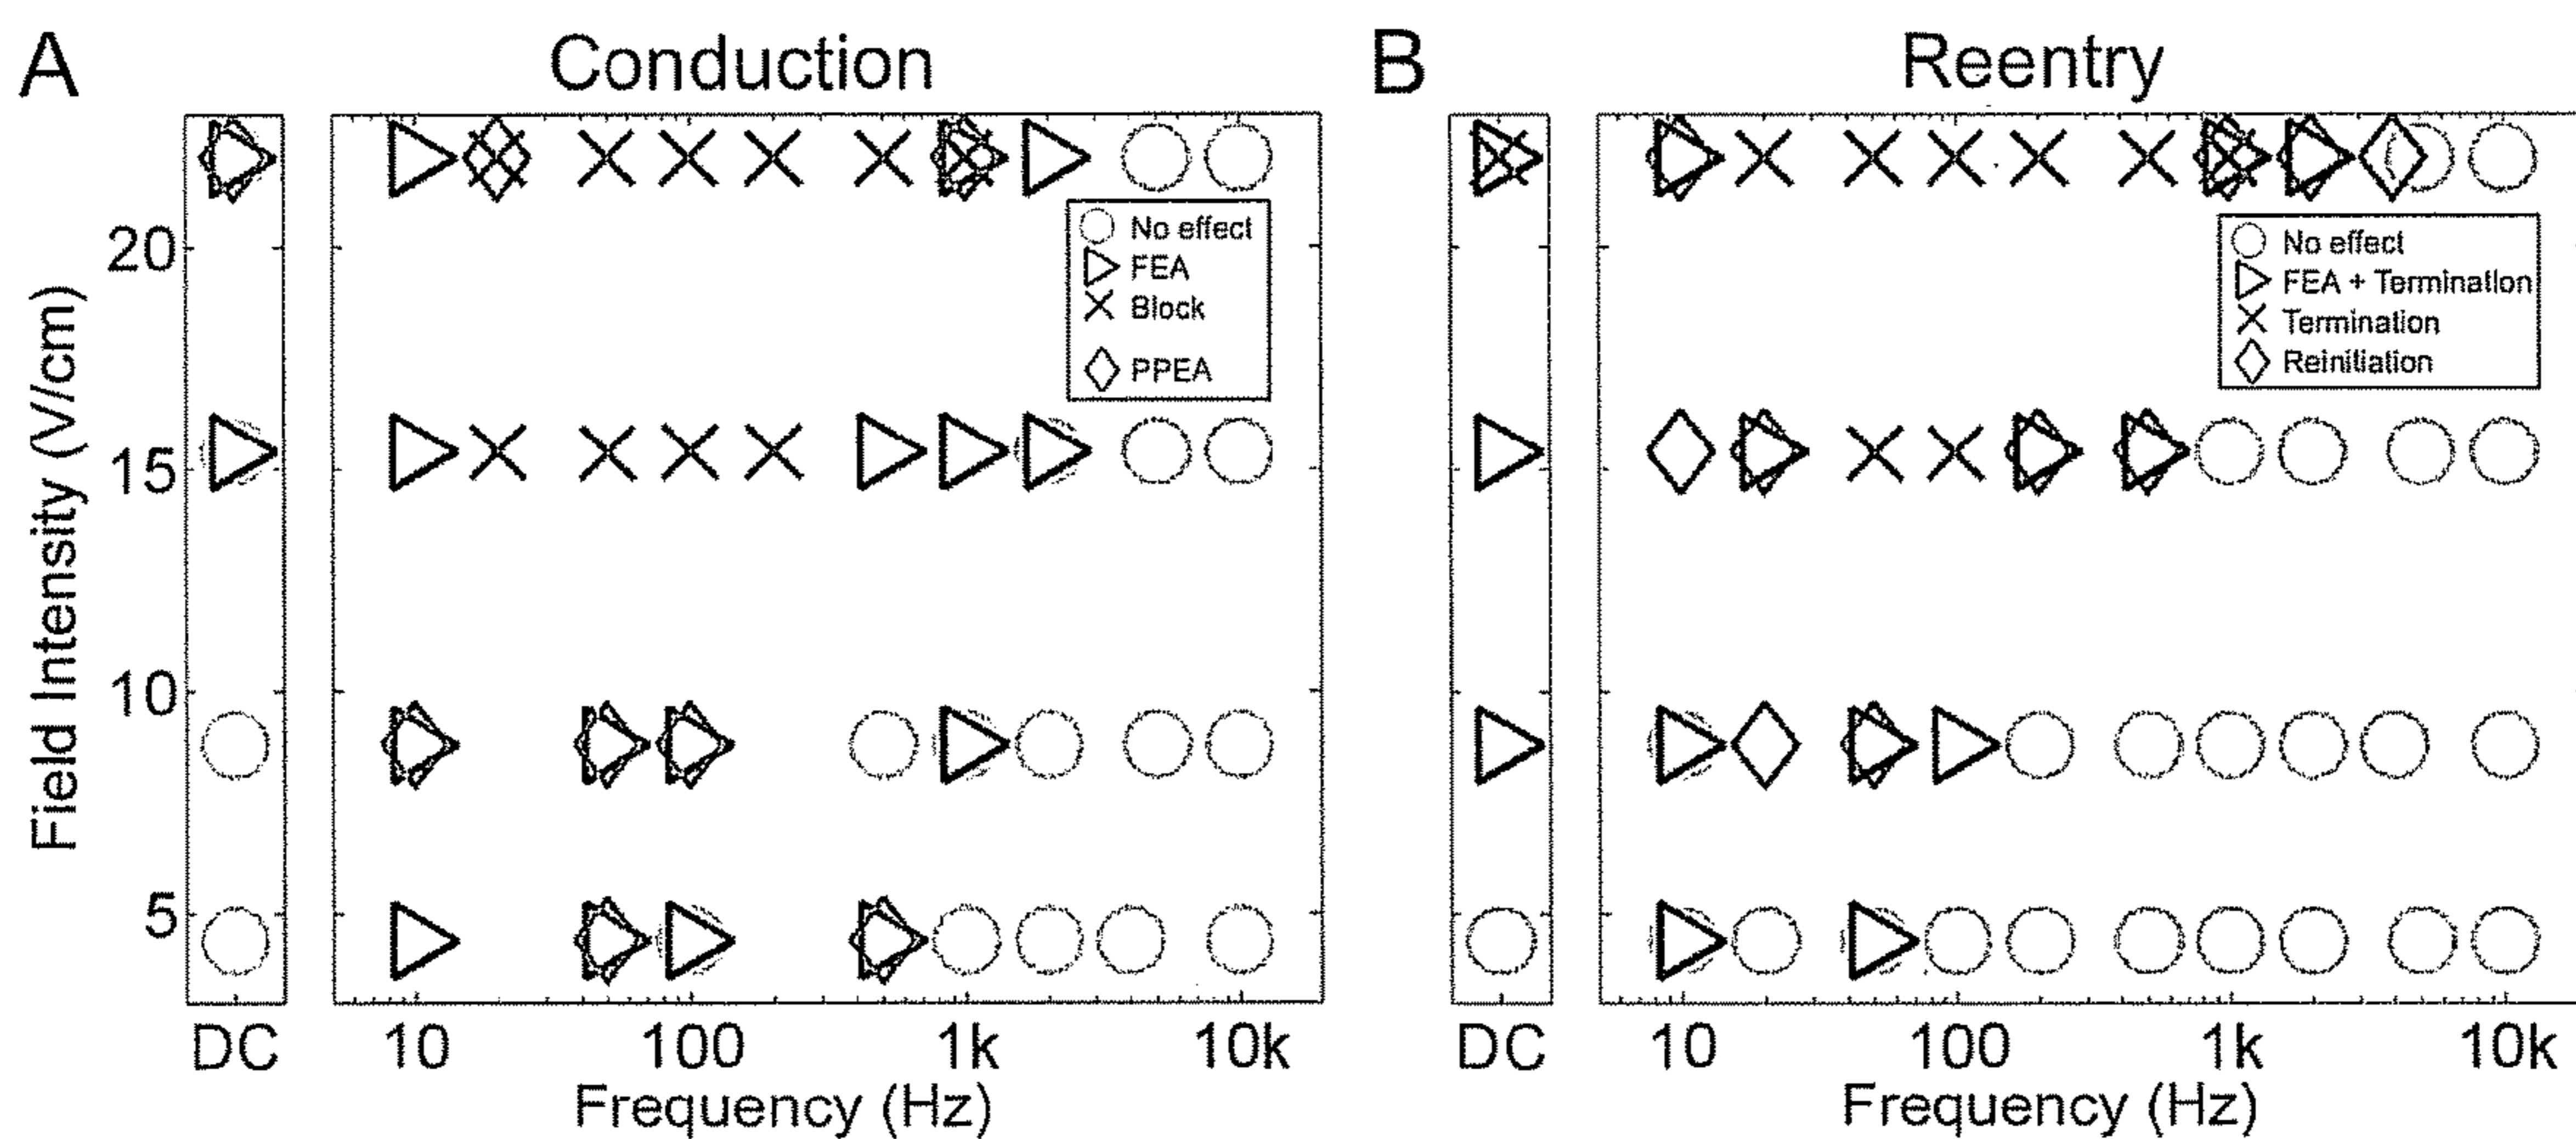 A
Conduction
Field Intensity (V/cm)
20
15
10
5
No effect
FEA
Block
PPEA
DC
10
100
1k
10k
Frequency (Hz)
B
Reentry
No effect
FEA + Termination
Termination
Reinitiation
DC
10
100
1k
10k
Frequency (Hz)